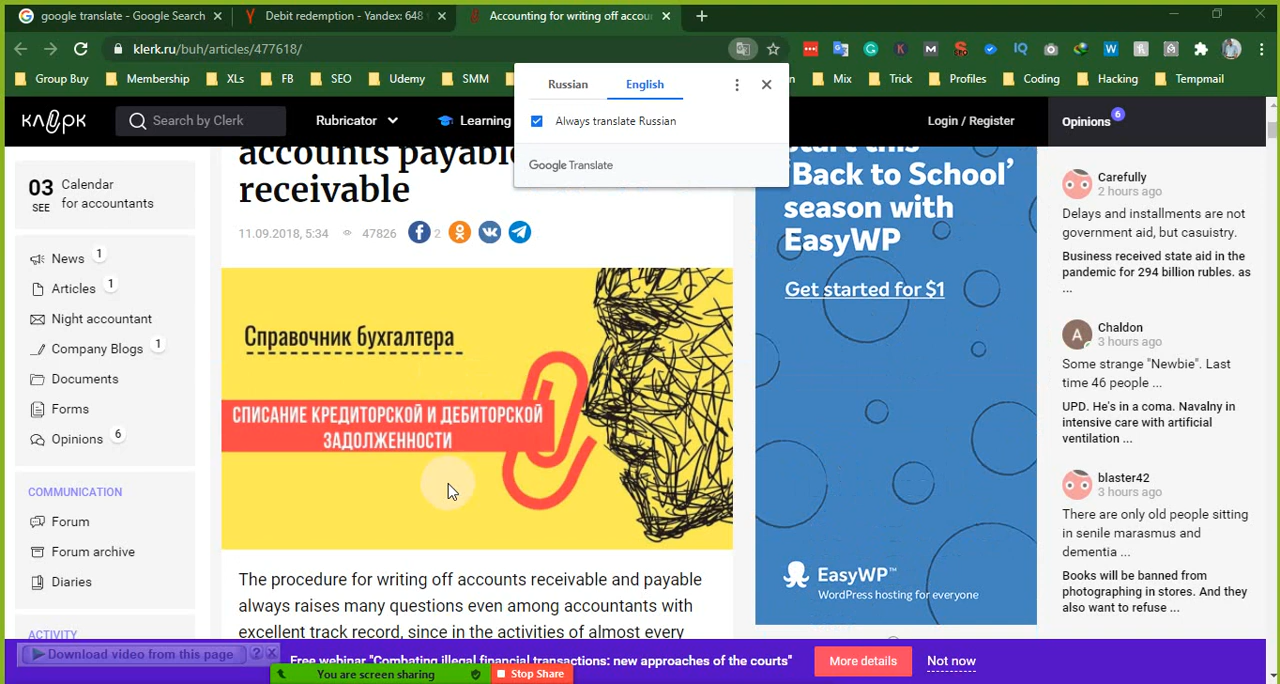 google translate - Google Search
Debit redemption - Yandex: 648
Accounting for writing off accou
klerk.ru/buh/articles/477618/
Group Buy
Membership
XLs
FB
SEO
Udemy
SMM
Mix
Trick
Profiles
Coding
Hacking
Tempmail
Russian
English
Always translate Russian
Google Translate
Search by Clerk
Rubricator
Learning
Login / Register
Opinions 6
03
SEE
Calendar
for accountants
News 1
Articles 1
Night accountant
Company Blogs 1
Documents
Forms
Opinions 6
COMMUNICATION
Forum
Forum archive
Diaries
ACTIVITY
accounts payable
receivable
11.09.2018, 5:34 47826 2
Справочник бухгалтера
СПИСАНИЕ КРЕДИТОРСКОЙ И ДЕБИТОРСКОЙ
ЗАДОЛЖЕННОСТИ
The procedure for writing off accounts receivable and payable
always raises many questions even among accountants with
excellent track record, since in the activities of almost every
Start this
'Back to School'
season with
EasyWP
Get started for $1
EasyWP™
WordPress hosting for everyone
Carefully
2 hours ago
Delays and installments are not
government aid, but casuistry.
Business received state aid in the
pandemic for 294 billion rubles. as
...
A
Chaldon
3 hours ago
Some strange "Newbie". Last
time 46 people ...
UPD. He's in a coma. Navalny in
intensive care with artificial
ventilation ...
blaster42
3 hours ago
There are only old people sitting
in senile marasmus and
dementia ...
Books will be banned from
photographing in stores. And they
also want to refuse ...
Download video from this page ? X
Free webinar "Combating illegal financial transactions: new approaches of the courts"
More details
Not now
You are screen sharing
Stop Share